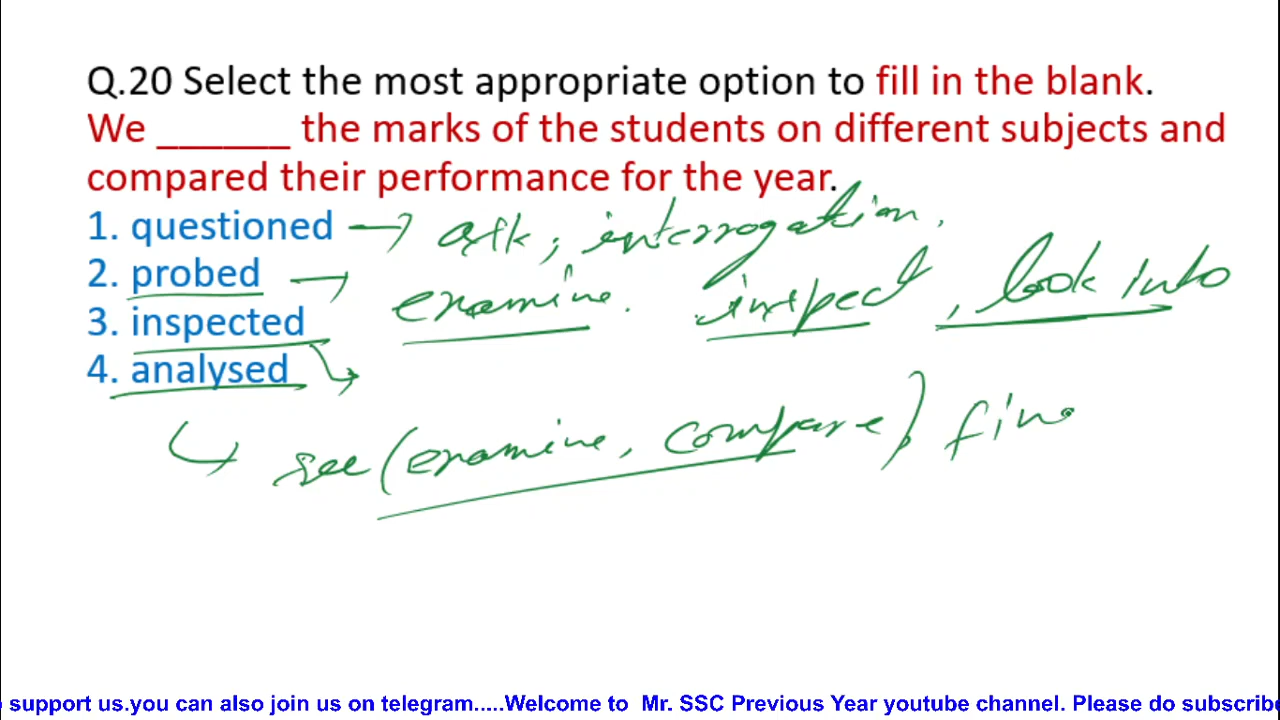 Q.20 Select the most appropriate option to fill in the blank.
We ______ the marks of the students on different subjects and
compared their performance for the year.
1. questioned → ask ; interrogation.
2. probed → examine. inspect, look into
3. inspected
4. analysed
see (examine, compare), fin
support us.you can also join us on telegram.....Welcome to Mr. SSC Previous Year youtube channel. Please do subscribe